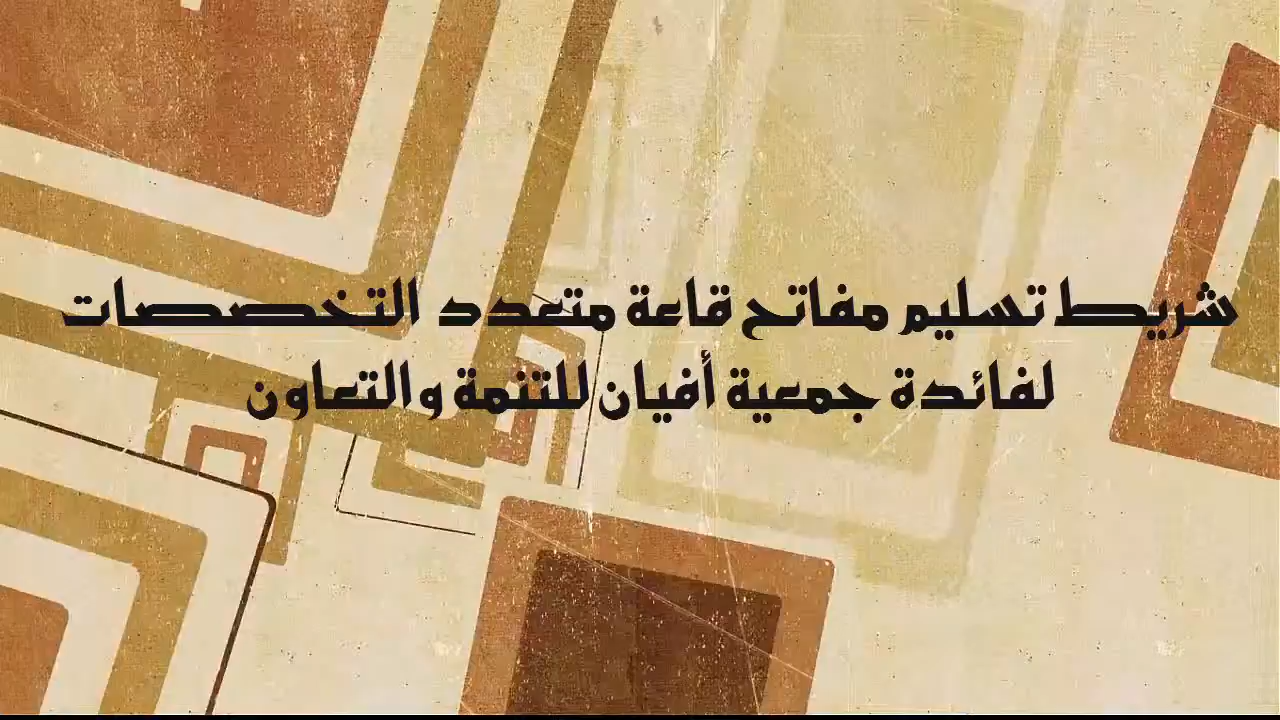 شريط تسليم مفاتح قاعة متعدد التخصصات
لفائدة جمعية أفيان للتنمة والتعاون